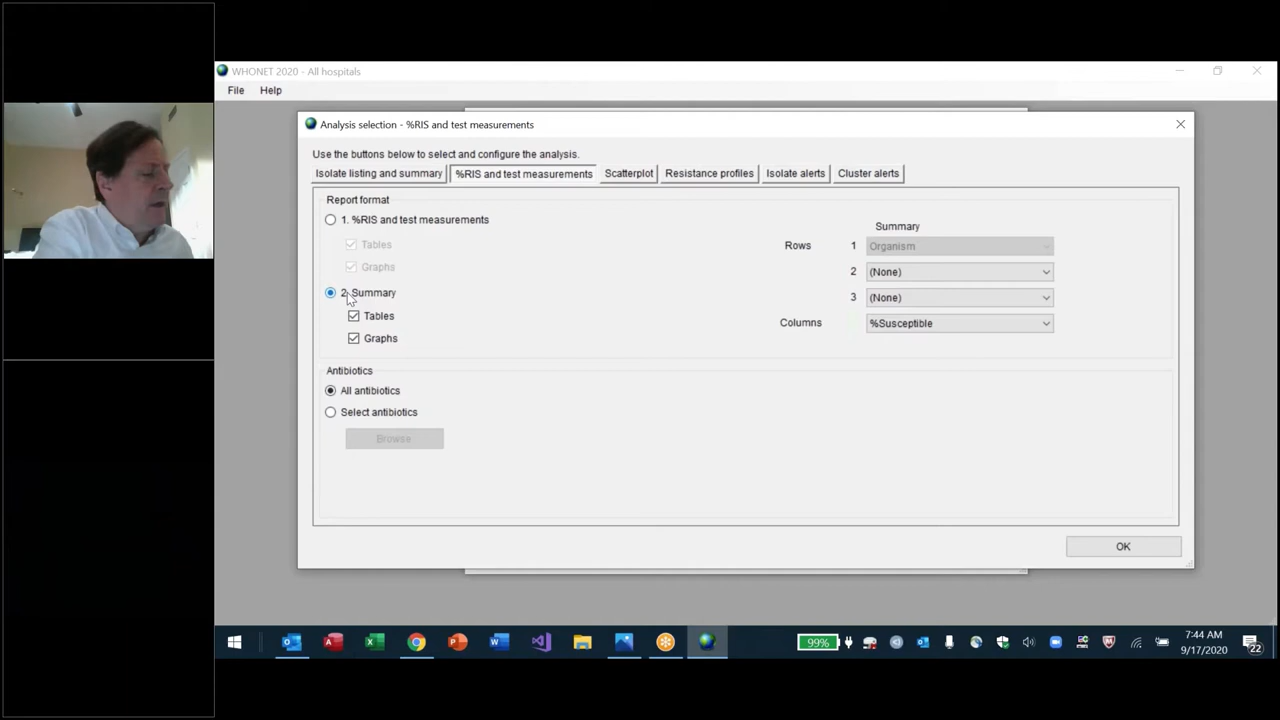 WHONET 2020 - All hospitals
File Help
Analysis selection - %RIS and test measurements
Use the buttons below to select and configure the analysis.
Isolate listing and summary %RIS and test measurements Scatterplot Resistance profiles Isolate alerts Cluster alerts
Report format
1. %RIS and test measurements
Tables
Graphs
2. Summary
Tables
Graphs
Summary
Rows 1 Organism
2 (None)
3 (None)
Columns %Susceptible
Antibiotics
All antibiotics
Select antibiotics
Browse
OK
99%
7:44 AM
9/17/2020
22